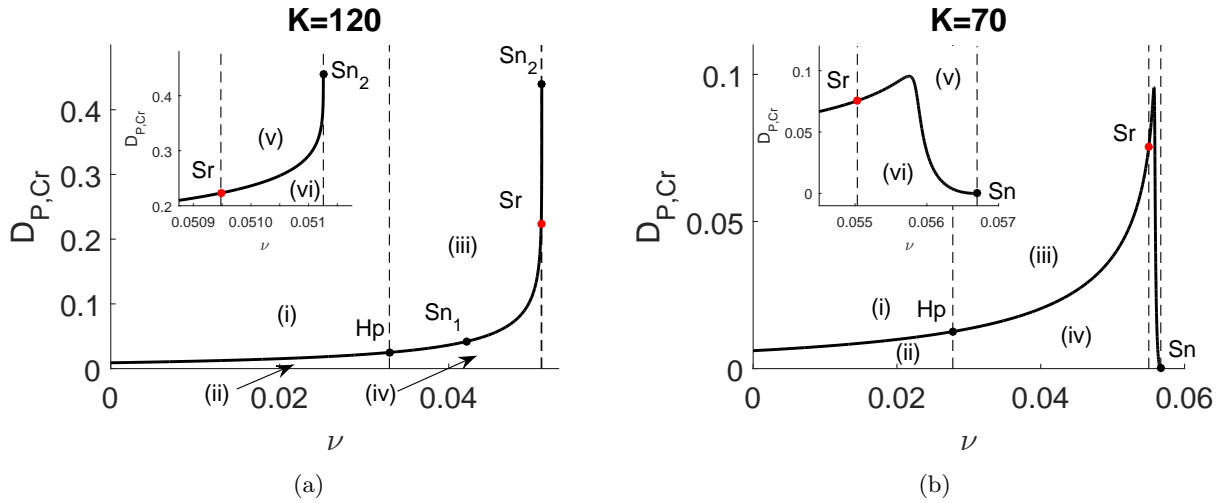 K=120
D_{P,Cr}
0.4
0.3
0.2
0.1
0
0
0.02
0.04
ν
D_{P,Cr}
0.4
0.3
0.2
0.0509
0.0510
0.051
ν
Sn_2
Sr
(v)
(vi)
Sn_2
Sr
(iii)
(i)
Hp
Sn_1
(ii)
(iv)
(a)
K=70
D_{P,Cr}
0.1
0.05
0
0
0.02
0.04
0.06
ν
D_{P,Cr}
0.1
0.05
0
0.055
0.056
0.057
ν
Sr
(v)
(vi)
Sn
Sr
(iii)
(i)
Hp
(ii)
(iv)
Sn
(b)